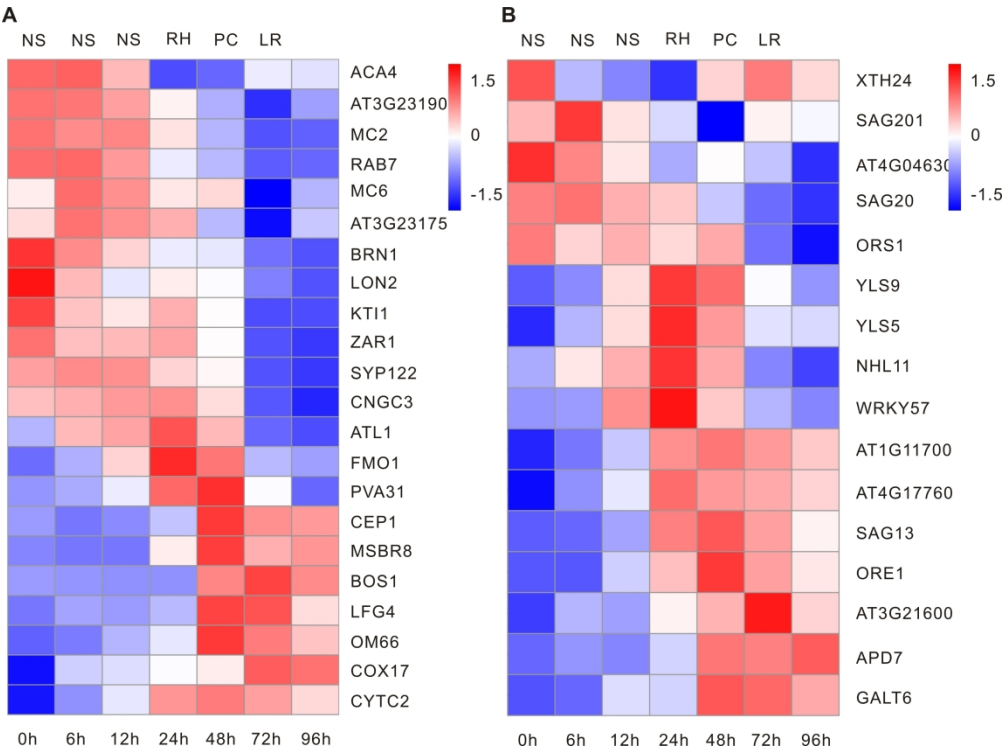 A
NS NS NS RH PC LR
1.5
0
-1.5
ACA4
AT3G23190
MC2
RAB7
MC6
AT3G23175
BRN1
LON2
KTI1
ZAR1
SYP122
CNGC3
ATL1
FMO1
PVA31
CEP1
MSBR8
BOS1
LFG4
OM66
COX17
CYTC2
0h 6h 12h 24h 48h 72h 96h
B
NS NS NS RH PC LR
1.5
0
-1.5
XTH24
SAG201
AT4G04630
SAG20
ORS1
YLS9
YLS5
NHL11
WRKY57
AT1G11700
AT4G17760
SAG13
ORE1
AT3G21600
APD7
GALT6
0h 6h 12h 24h 48h 72h 96h